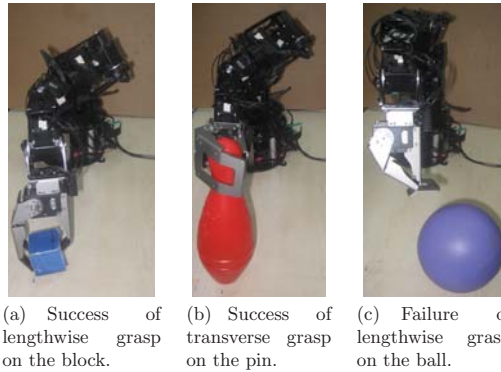 (a) Success of
lengthwise grasp
on the block.
(b) Success of
transverse grasp
on the pin.
(c) Failure o
lengthwise gras
on the ball.